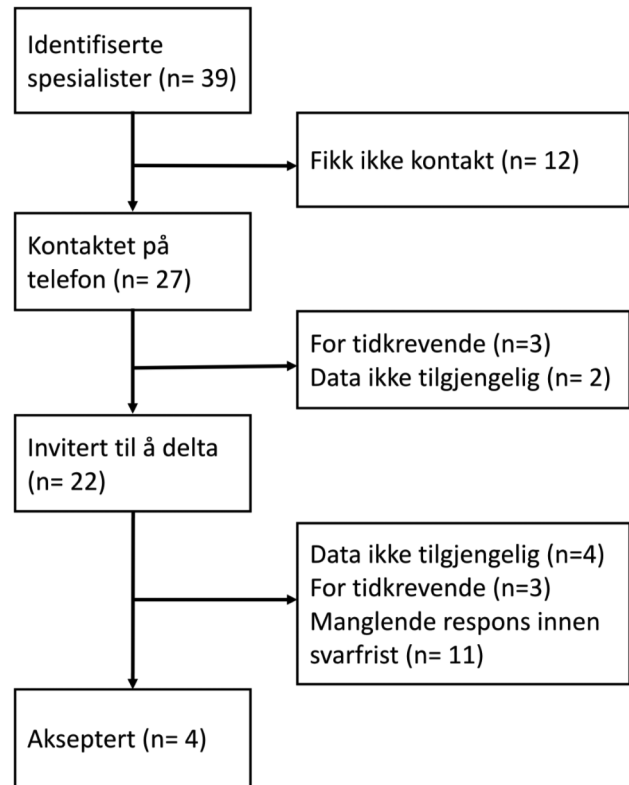 Identifiserte
spesialister (n= 39)
Fikk ikke kontakt (n= 12)
Kontaktet på
telefon (n= 27)
For tidkrevende (n=3)
Data ikke tilgjengelig (n= 2)
Invitert til å delta
(n= 22)
Data ikke tilgjengelig (n=4)
For tidkrevende (n=3)
Manglende respons innen
svarfrist (n= 11)
Akseptert (n= 4)